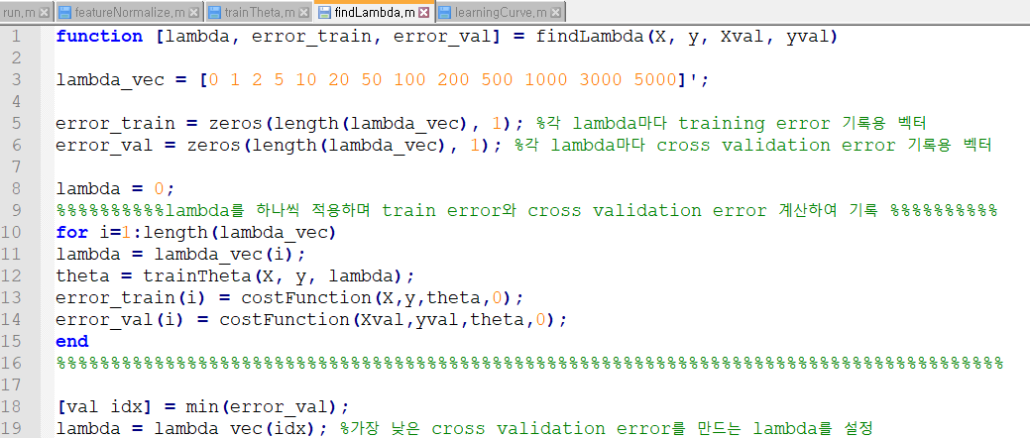 run.m featureNormalize.m trainTheta.m findLambda.m learningCurve.m
1 function [lambda, error_train, error_val] = findLambda(X, y, Xval, yval)
2
3 lambda_vec = [0 1 2 5 10 20 50 100 200 500 1000 3000 5000]';
4
5 error_train = zeros(length(lambda_vec), 1); %각 lambda마다 training error 기록용 벡터
6 error_val = zeros(length(lambda_vec), 1); %각 lambda마다 cross validation error 기록용 벡터
7
8 lambda = 0;
9 %%%%%%%%%%lambda를 하나씩 적용하며 train error와 cross validation error 계산하여 기록 %%%%%%%%%%
10 for i=1:length(lambda_vec)
11 lambda = lambda_vec(i);
12 theta = trainTheta(X, y, lambda);
13 error_train(i) = costFunction(X,y,theta,0);
14 error_val(i) = costFunction(Xval,yval,theta,0);
15 end
16 %%%%%%%%%%%%%%%%%%%%%%%%%%%%%%%%%%%%%%%%%%%%%%%%%%%%%%%%%%%%%%%%%%%%%%%%%%%%%%%%%%%%%%%%
17
18 [val idx] = min(error_val);
19 lambda = lambda_vec(idx); %가장 낮은 cross validation error를 만드는 lambda를 설정